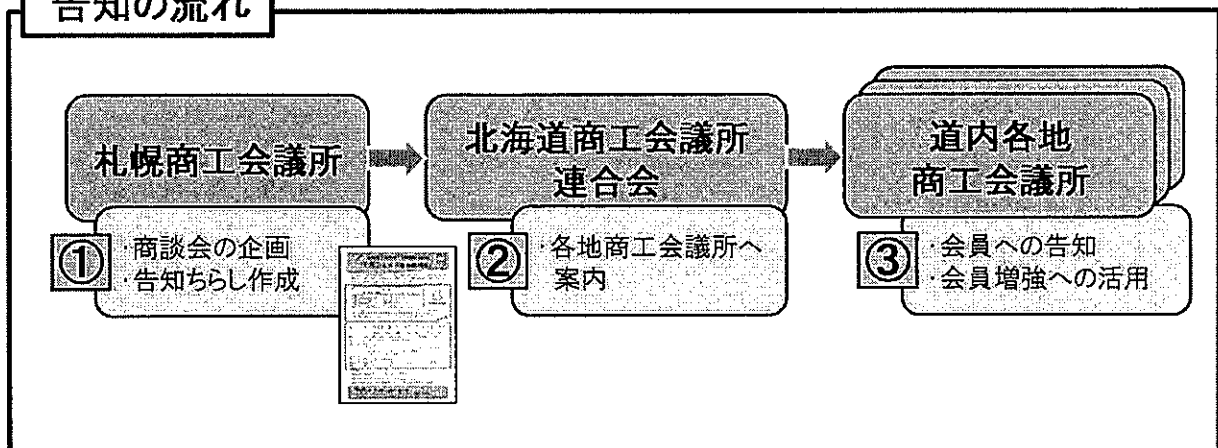 告知の流れ
札幌商工会議所
北海道商工会議所
連合会
道内各地
商工会議所
①
・商談会の企画
・告知ちらし作成
②
・各地商工会議所へ
案内
③
・会員への告知
・会員増強への活用